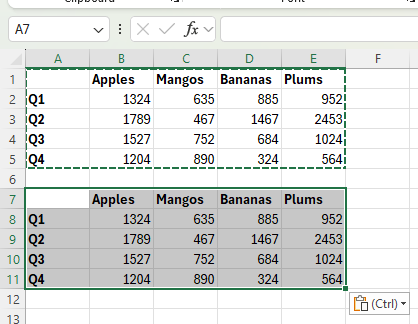 A7 fx
A B C D E F
1 Apples Mangos Bananas Plums
2 Q1 1324 635 885 952
3 Q2 1789 467 1467 2453
4 Q3 1527 752 684 1024
5 Q4 1204 890 324 564
6
7 Apples Mangos Bananas Plums
8 Q1 1324 635 885 952
9 Q2 1789 467 1467 2453
10 Q3 1527 752 684 1024
11 Q4 1204 890 324 564
12 (Ctrl)
13